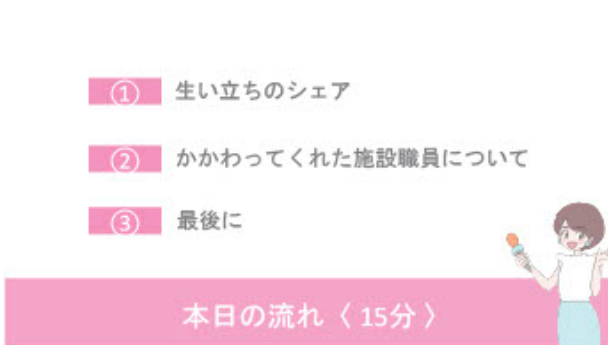 ① 生い立ちのシェア
② かかわってくれた施設職員について
③ 最後に
本日の流れ〈 15分 〉